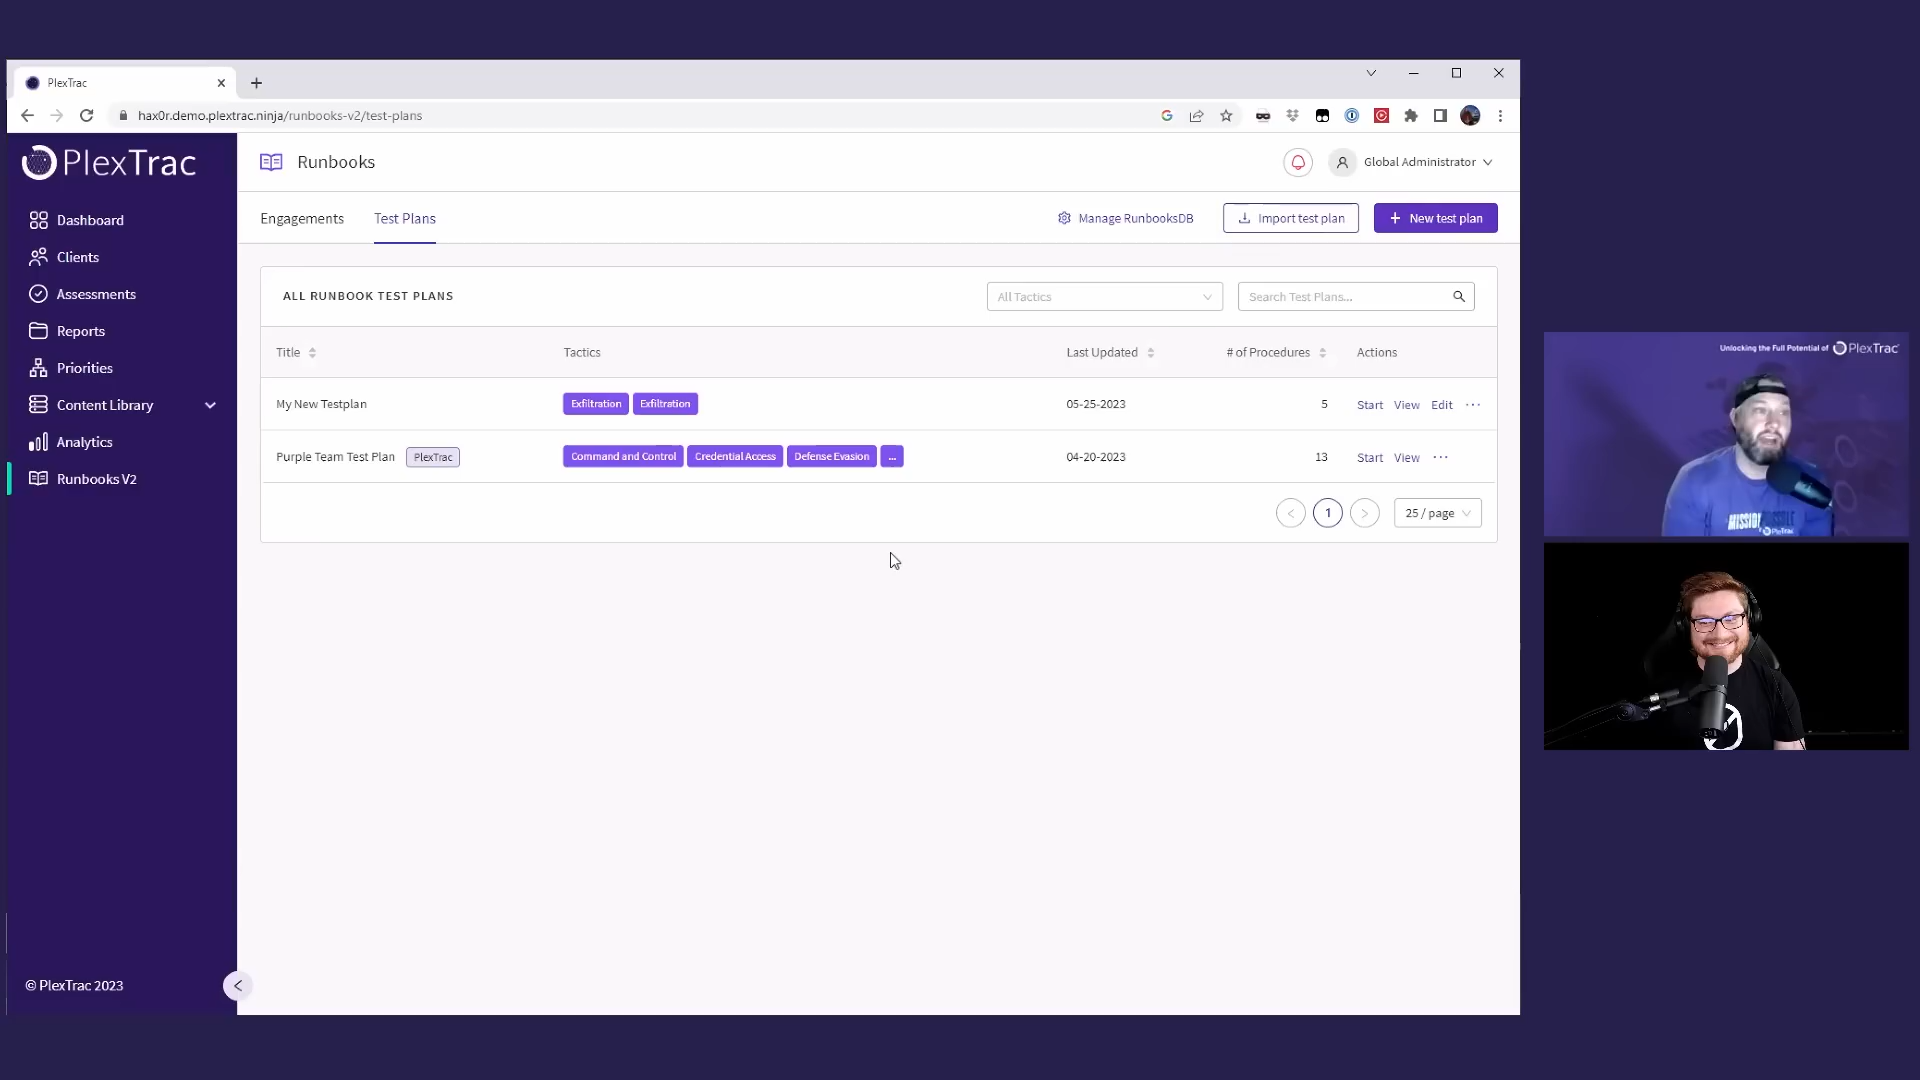 PlexTrac
hax0r.demo.plextrac.ninja/runbooks-v2/test-plans
PlexTrac
Dashboard
Clients
Assessments
Reports
Priorities
Content Library
Analytics
Runbooks V2
© PlexTrac 2023
Runbooks
Global Administrator
Engagements
Test Plans
Manage RunbooksDB
Import test plan
+ New test plan
ALL RUNBOOK TEST PLANS
All Tactics
Search Test Plans...
Title Tactics Last Updated # of Procedures Actions
My New Testplan Exfiltration Exfiltration 05-25-2023 5 Start View Edit ...
Purple Team Test Plan PlexTrac Command and Control Credential Access Defense Evasion ... 04-20-2023 13 Start View ...
< 1 > 25 / page
Unlocking the Full Potential of PlexTrac
MISSION
PlexTrac